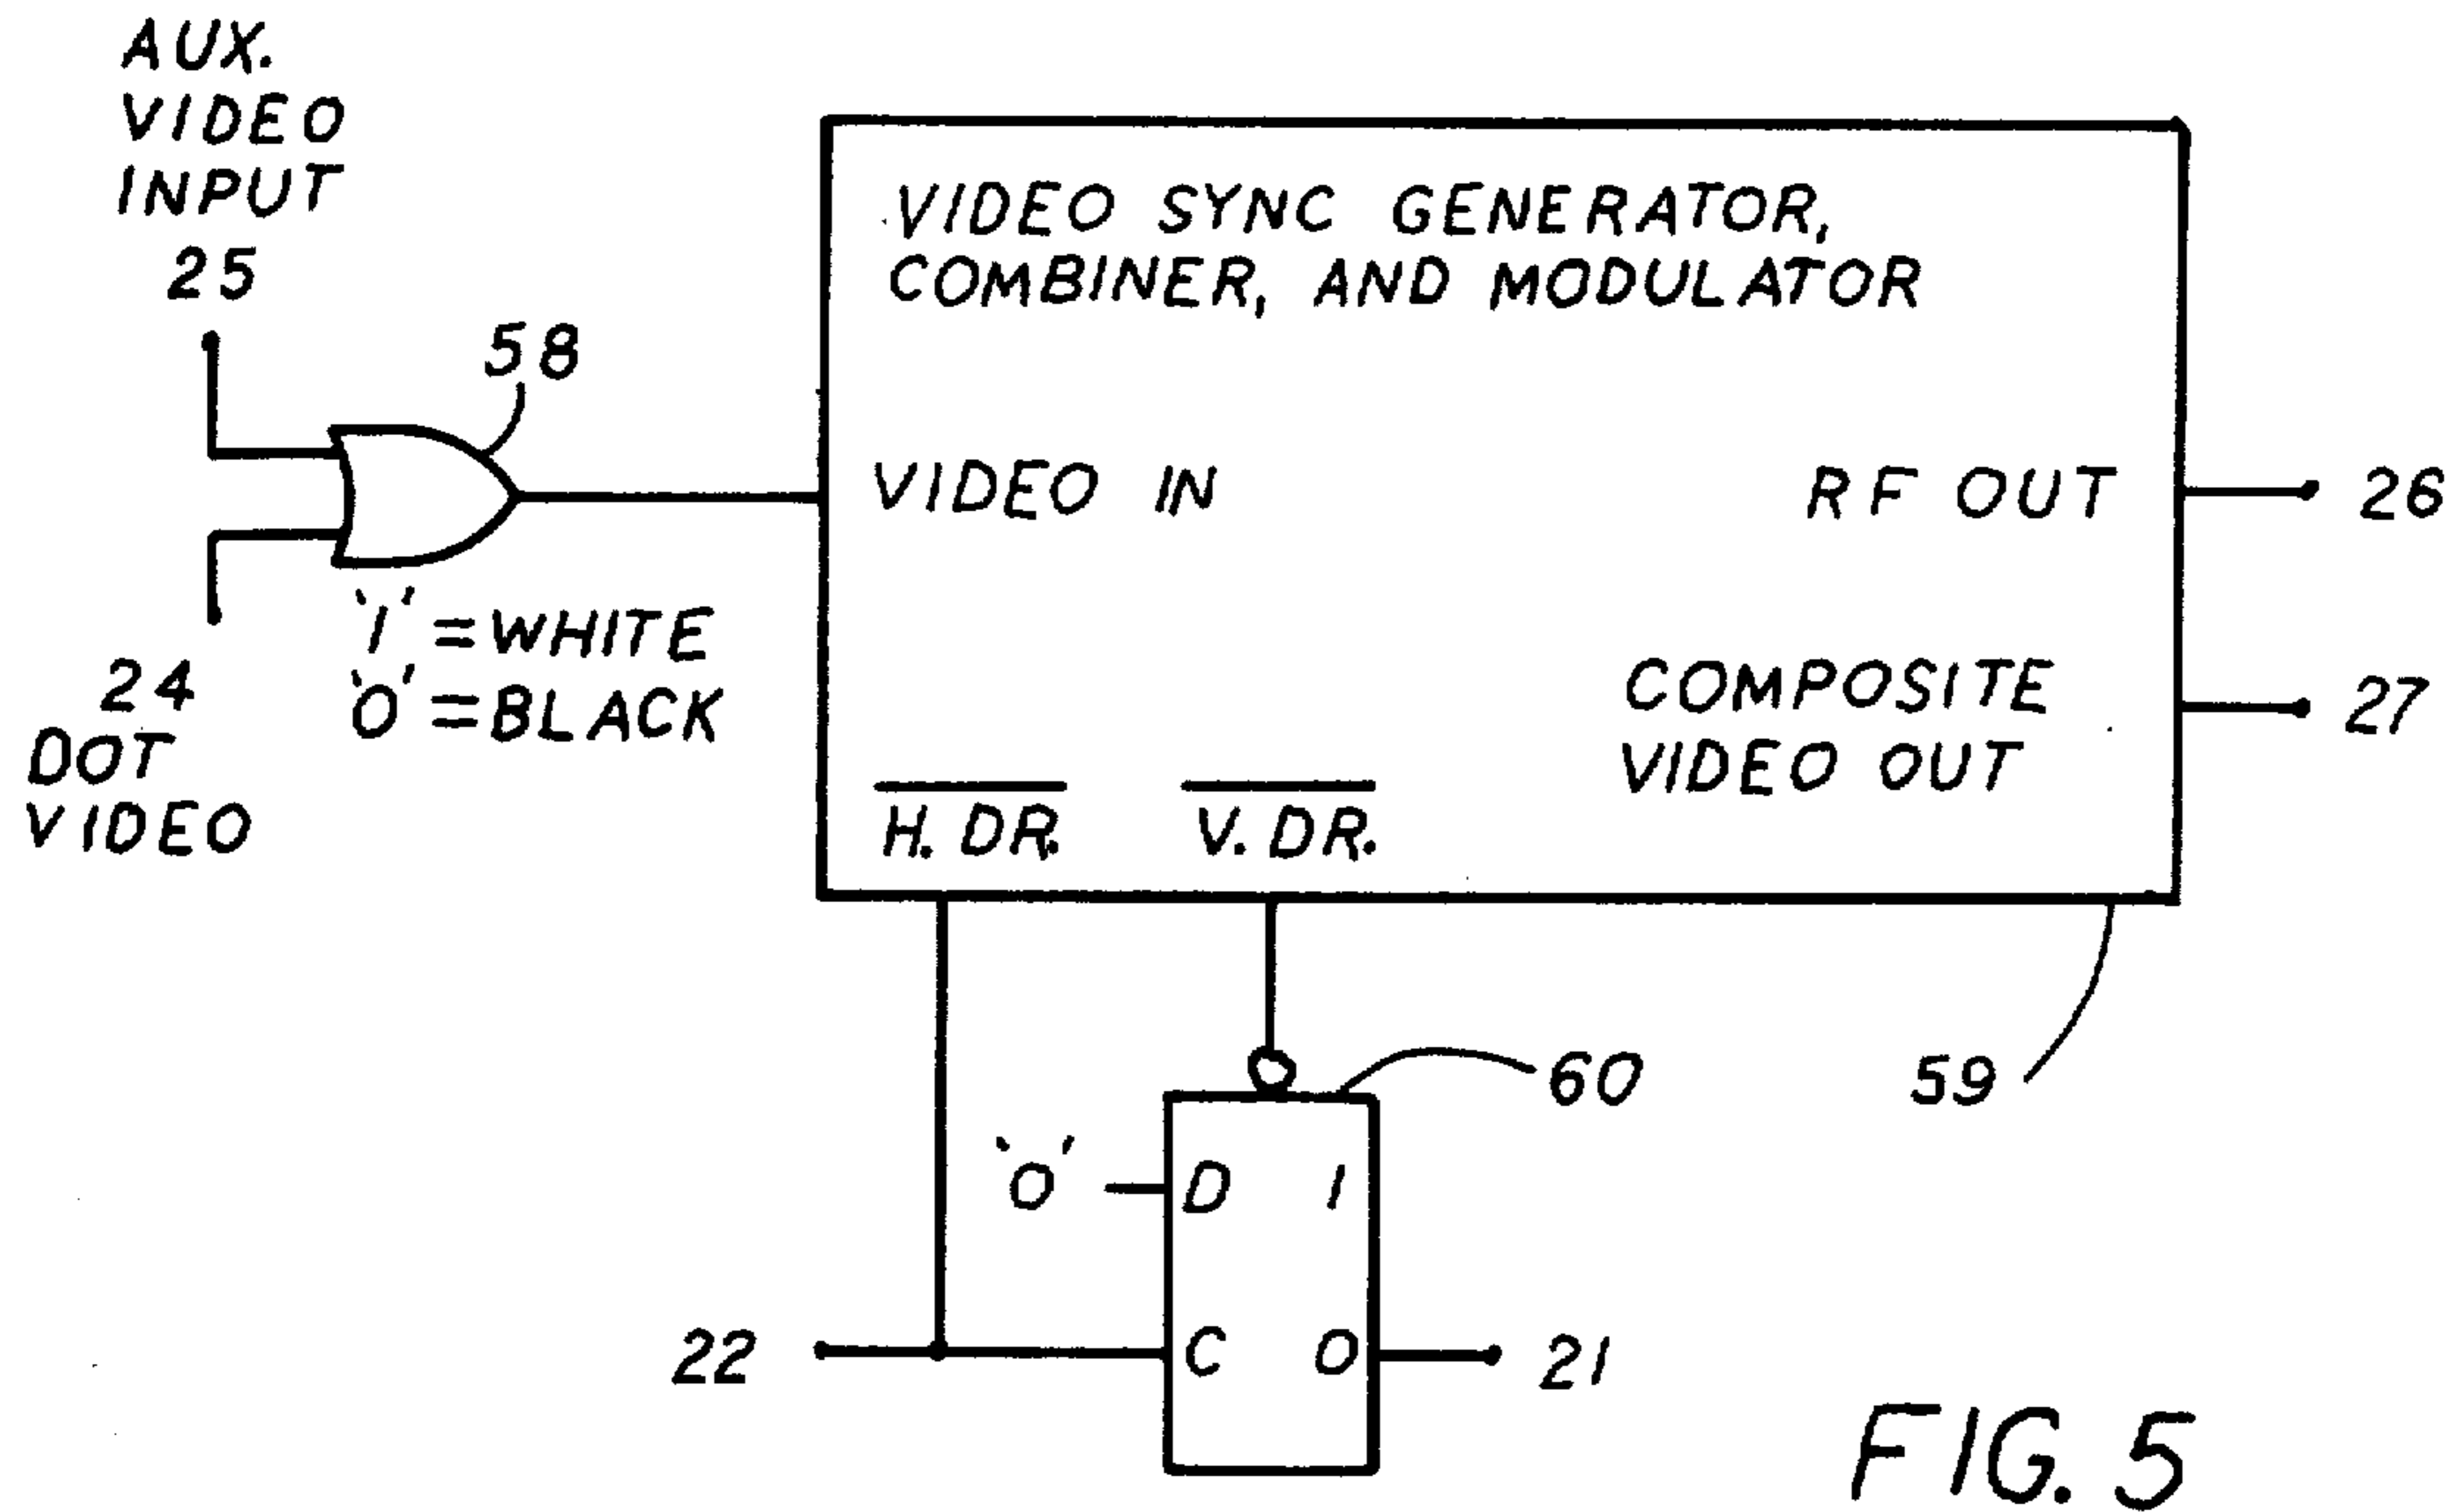 AUX.
VIDEO
INPUT
25
58
VIDEO SYNC GENERATOR,
COMBINER, AND MODULATOR
VIDEO IN
RF OUT
26
'1' = WHITE
'0' = BLACK
24
DOT
VIDEO
COMPOSITE
VIDEO OUT
27
H. DR.
V. DR.
60
59
'0'
D
1
22
C
0
21
FIG. 5